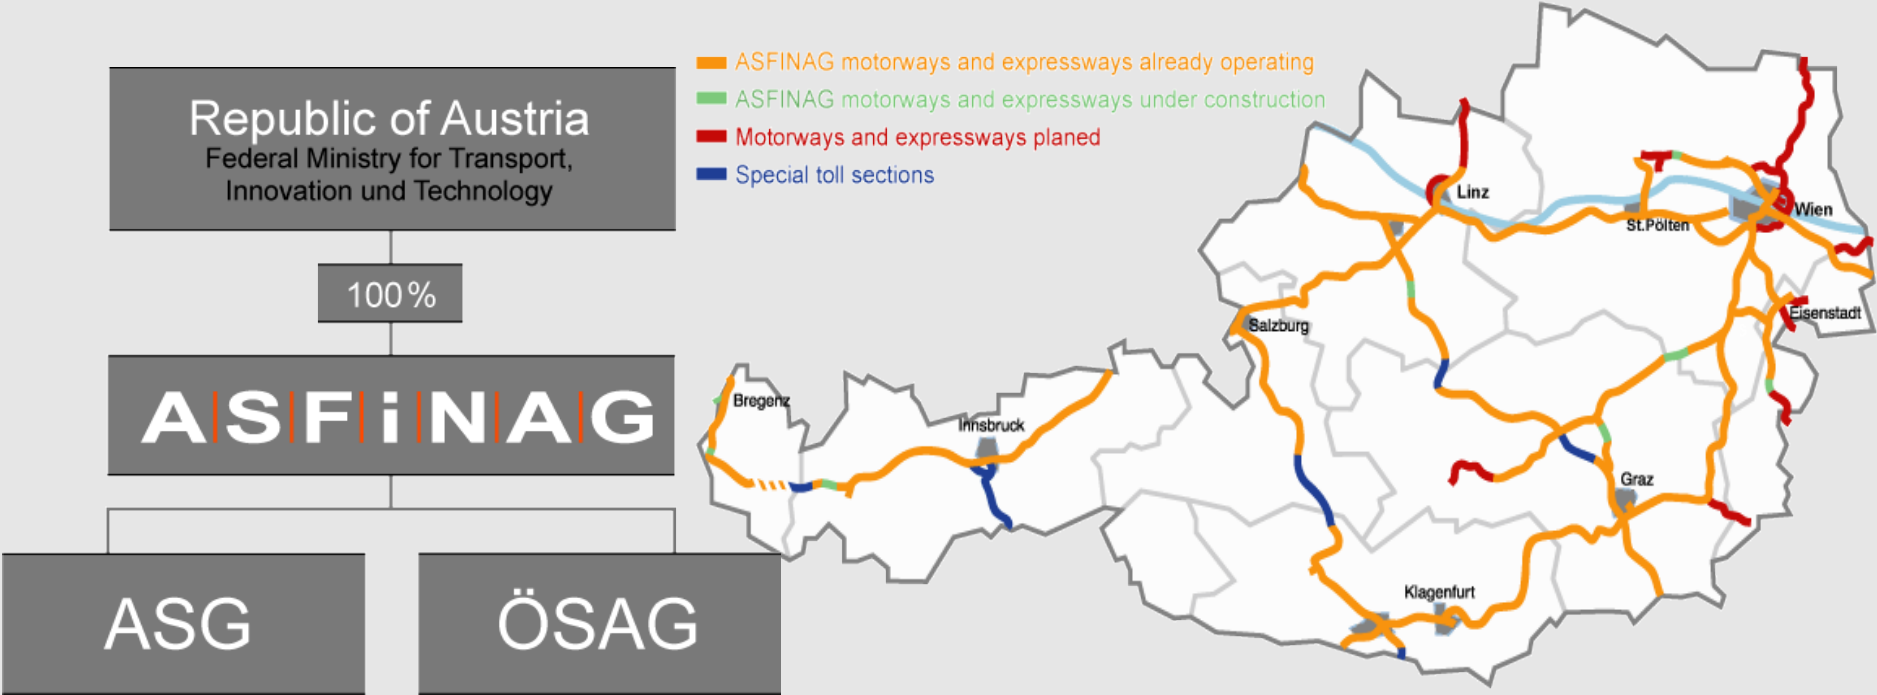 Republic of Austria
Federal Ministry for Transport,
Innovation und Technology
100%
A|S|F|i|N|A|G
ASG
ÖSAG
ASFINAG motorways and expressways already operating
ASFINAG motorways and expressways under construction
Motorways and expressways planed
Special toll sections
Linz
Wien
St.Pölten
Eisenstadt
Salzburg
Bregenz
Innsbruck
Graz
Klagenfurt